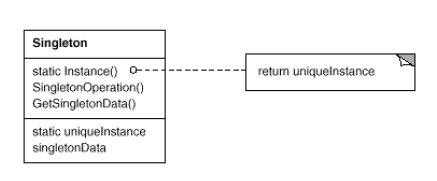 Singleton
static Instance()
return uniqueInstance
SingletonOperation()
GetSingletonData()
static uniqueInstance
singletonData